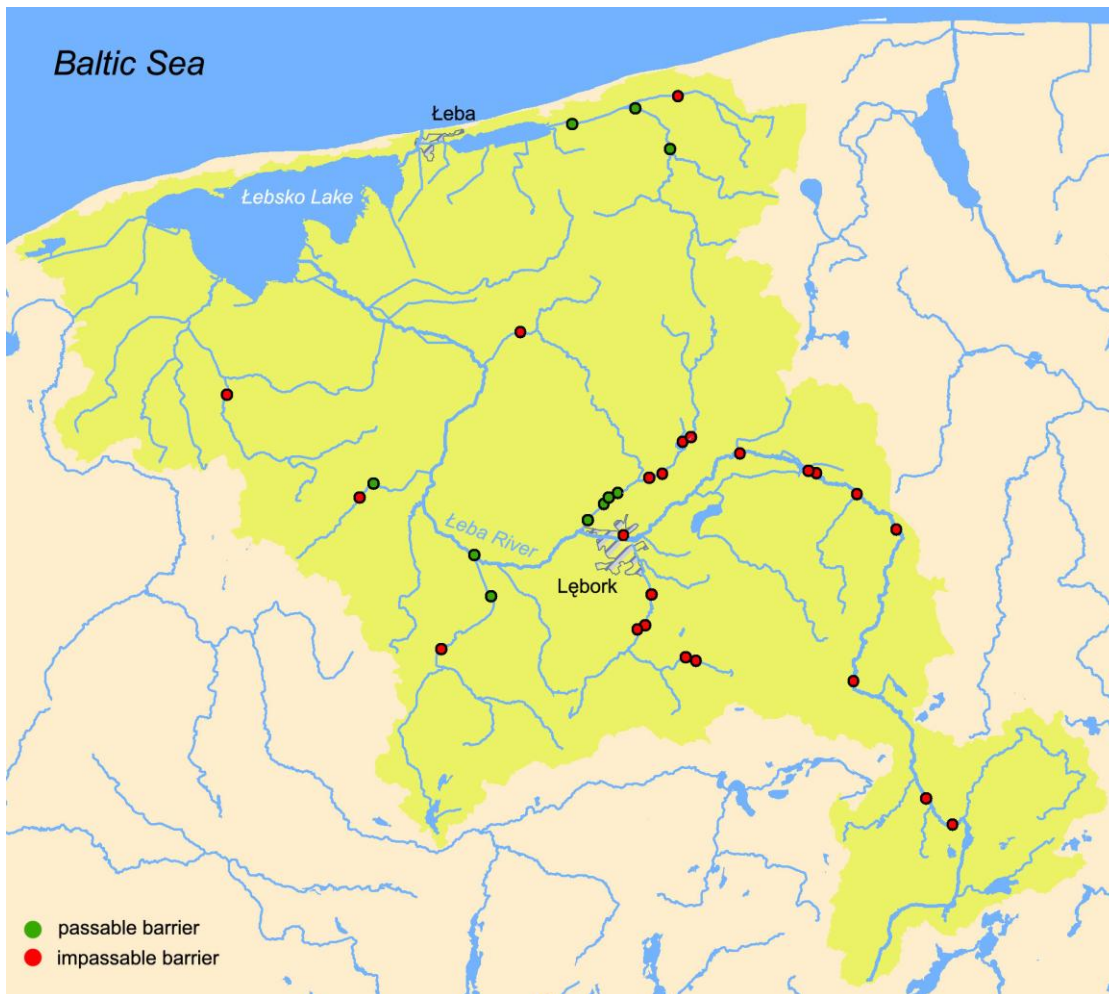 Baltic Sea
Łeba
Łebsko Lake
Łeba River
Lębork
passable barrier
impassable barrier